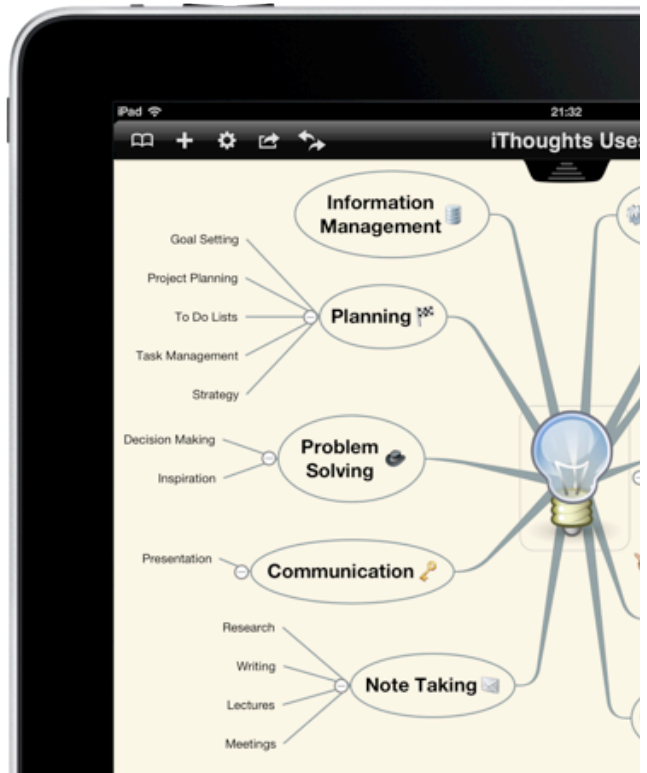 iPad 21:32
iThoughts Uses
Information
Management
Goal Setting
Project Planning
To Do Lists
Task Management
Strategy
Planning
Decision Making
Inspiration
Problem
Solving
Presentation
Communication
Research
Writing
Lectures
Meetings
Note Taking